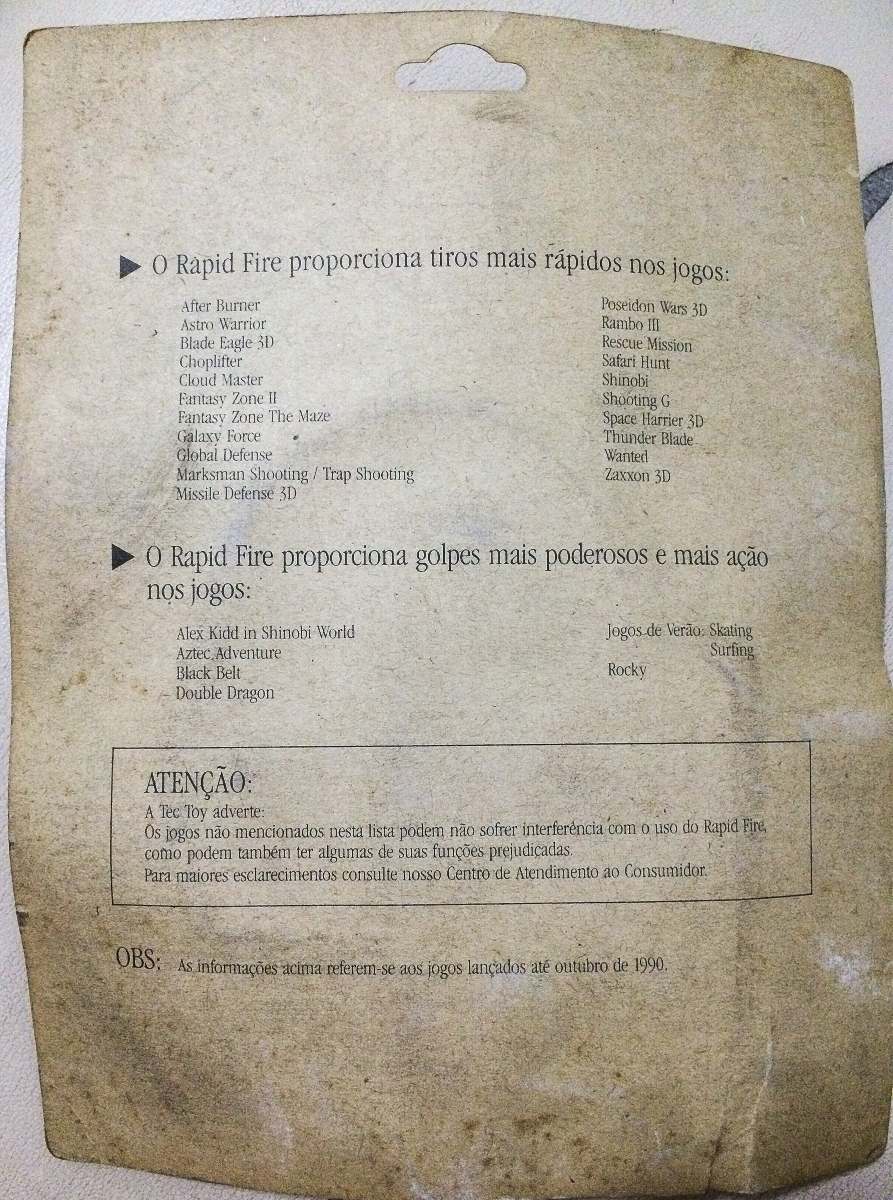 ▶ O Rapid Fire proporciona tiros mais rápidos nos jogos:
After Burner
Astro Warrior
Blade Eagle 3D
Choplifter
Cloud Master
Fantasy Zone II
Fantasy Zone The Maze
Galaxy Force
Global Defense
Marksman Shooting / Trap Shooting
Missile Defense 3D
Poseidon Wars 3D
Rambo III
Rescue Mission
Safari Hunt
Shinobi
Shooting G
Space Harrier 3D
Thunder Blade
Wanted
Zaxxon 3D
▶ O Rapid Fire proporciona golpes mais poderosos e mais ação
nos jogos:
Alex Kidd in Shinobi World
Aztec Adventure
Black Belt
Double Dragon
Jogos de Verão: Skating
Surfing
Rocky
ATENÇÃO:
A Tec Toy adverte:
Os jogos não mencionados nesta lista podem não sofrer interferência com o uso do Rapid Fire,
como podem também ter algumas de suas funções prejudicadas.
Para maiores esclarecimentos consulte nosso Centro de Atendimento ao Consumidor.
OBS: As informações acima referem-se aos jogos lançados até outubro de 1990.